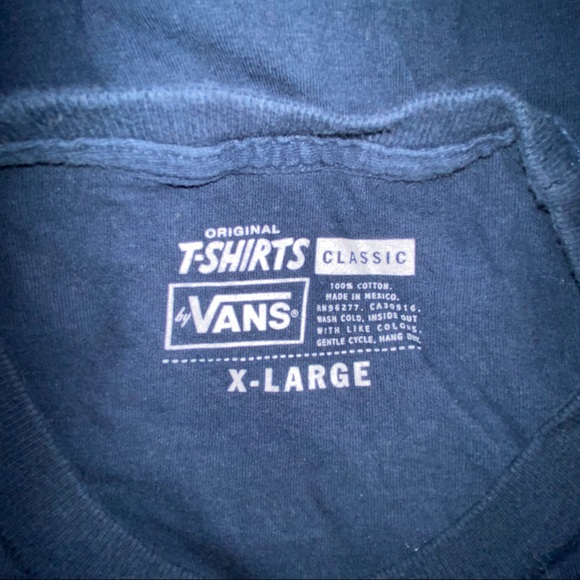 ORIGINAL
T-SHIRTS CLASSIC
by VANS®
100% COTTON.
MADE IN MEXICO.
RN96277. CA30516.
WASH COLD, INSIDE OUT
WITH LIKE COLORS,
GENTLE CYCLE, HANG DRY.
X-LARGE